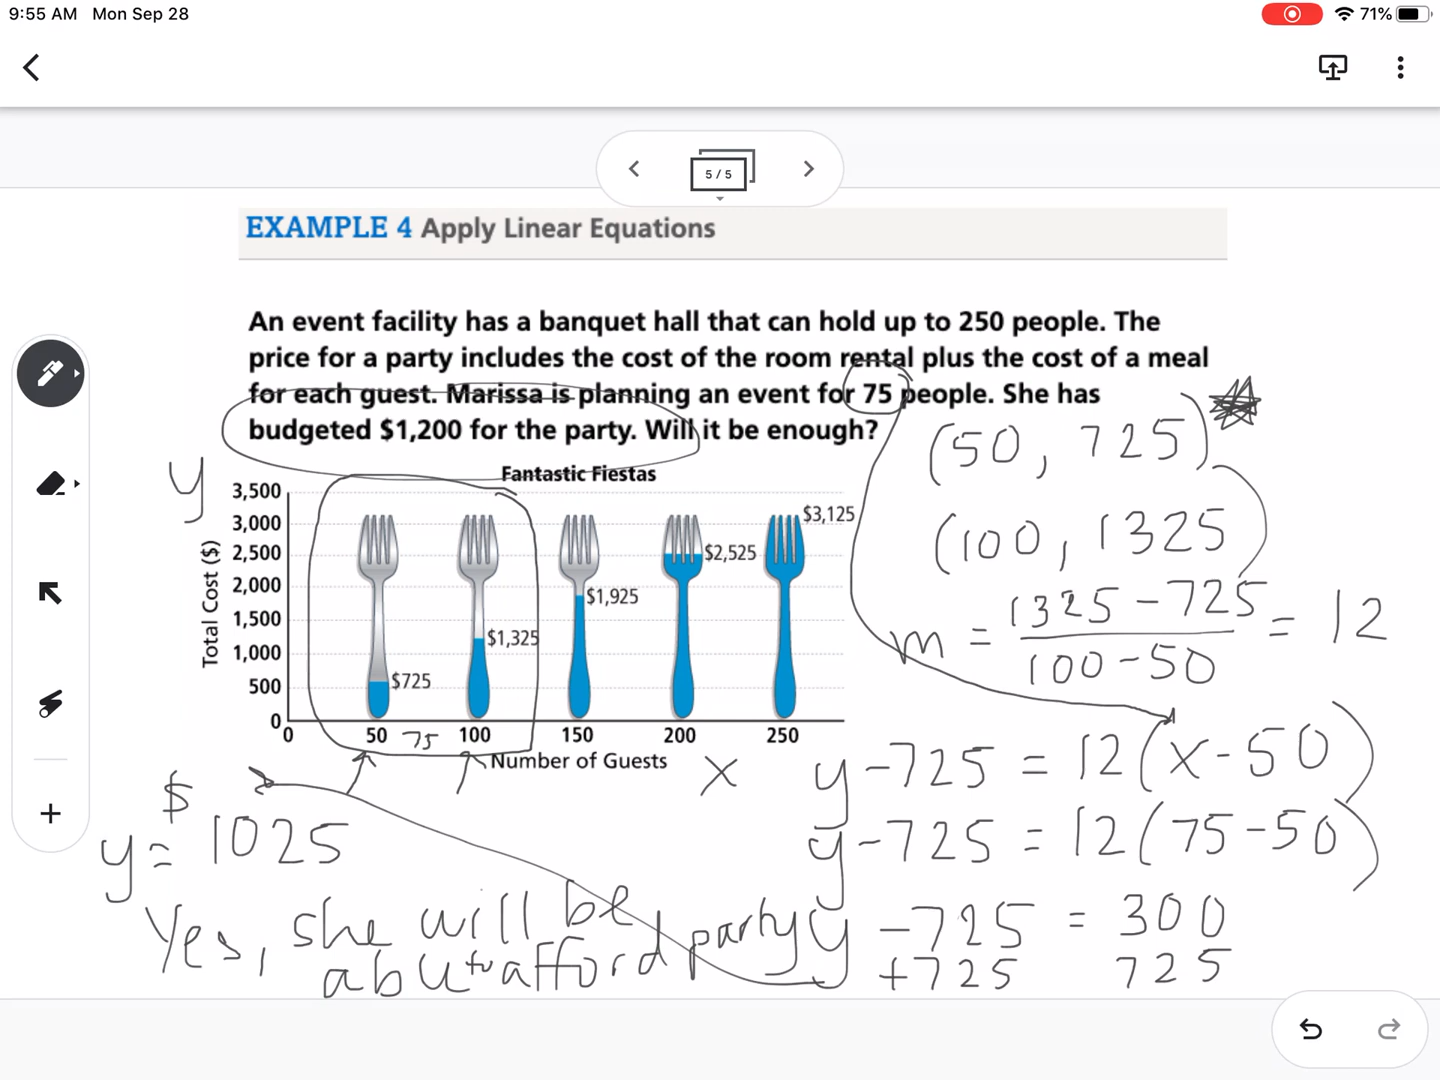 9:55 AM Mon Sep 28
71%
5 / 5
EXAMPLE 4 Apply Linear Equations
An event facility has a banquet hall that can hold up to 250 people. The
price for a party includes the cost of the room rental plus the cost of a meal
for each guest. Marissa is planning an event for 75 people. She has
budgeted $1,200 for the party. Will it be enough?
(50, 725)
(100, 1325)
m = 1325 - 725 = 12
100 - 50
y
Fantastic Fiestas
Total Cost ($)
3,500
3,000
2,500
2,000
1,500
1,000
500
0
$725
$1,325
$1,925
$2,525
$3,125
0 50 75 100 150 200 250
Number of Guests
x
y - 725 = 12(x - 50)
y - 725 = 12(75 - 50)
y - 725 = 300
+725 725
$
y = 1025
Yes, she will be
to afford party